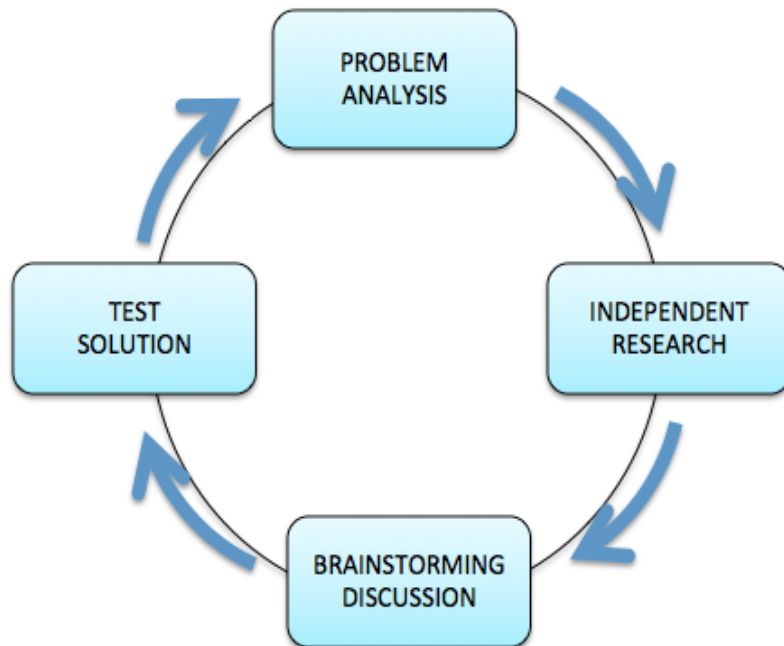 PROBLEM
ANALYSIS
INDEPENDENT
RESEARCH
BRAINSTORMING
DISCUSSION
TEST
SOLUTION